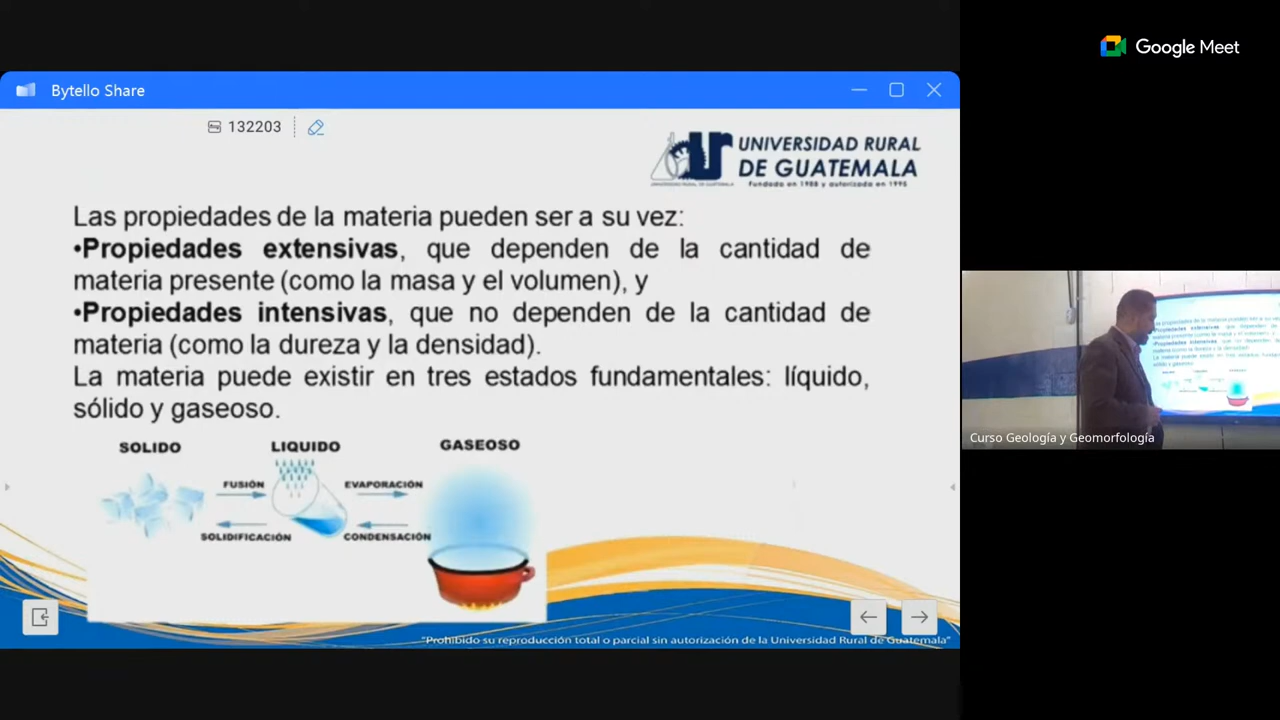 Google Meet
Bytello Share
132203
UNIVERSIDAD RURAL
DE GUATEMALA
Fundada en 1988 y autorizada en 1995
Las propiedades de la materia pueden ser a su vez:
•Propiedades extensivas, que dependen de la cantidad de
materia presente (como la masa y el volumen), y
•Propiedades intensivas, que no dependen de la cantidad de
materia (como la dureza y la densidad).
La materia puede existir en tres estados fundamentales: líquido,
sólido y gaseoso.
SOLIDO
LIQUIDO
GASEOSO
FUSIÓN
EVAPORACIÓN
SOLIDIFICACIÓN
CONDENSACIÓN
"Prohibido su reproducción total o parcial sin autorización de la Universidad Rural de Guatemala"
Curso Geología y Geomorfología